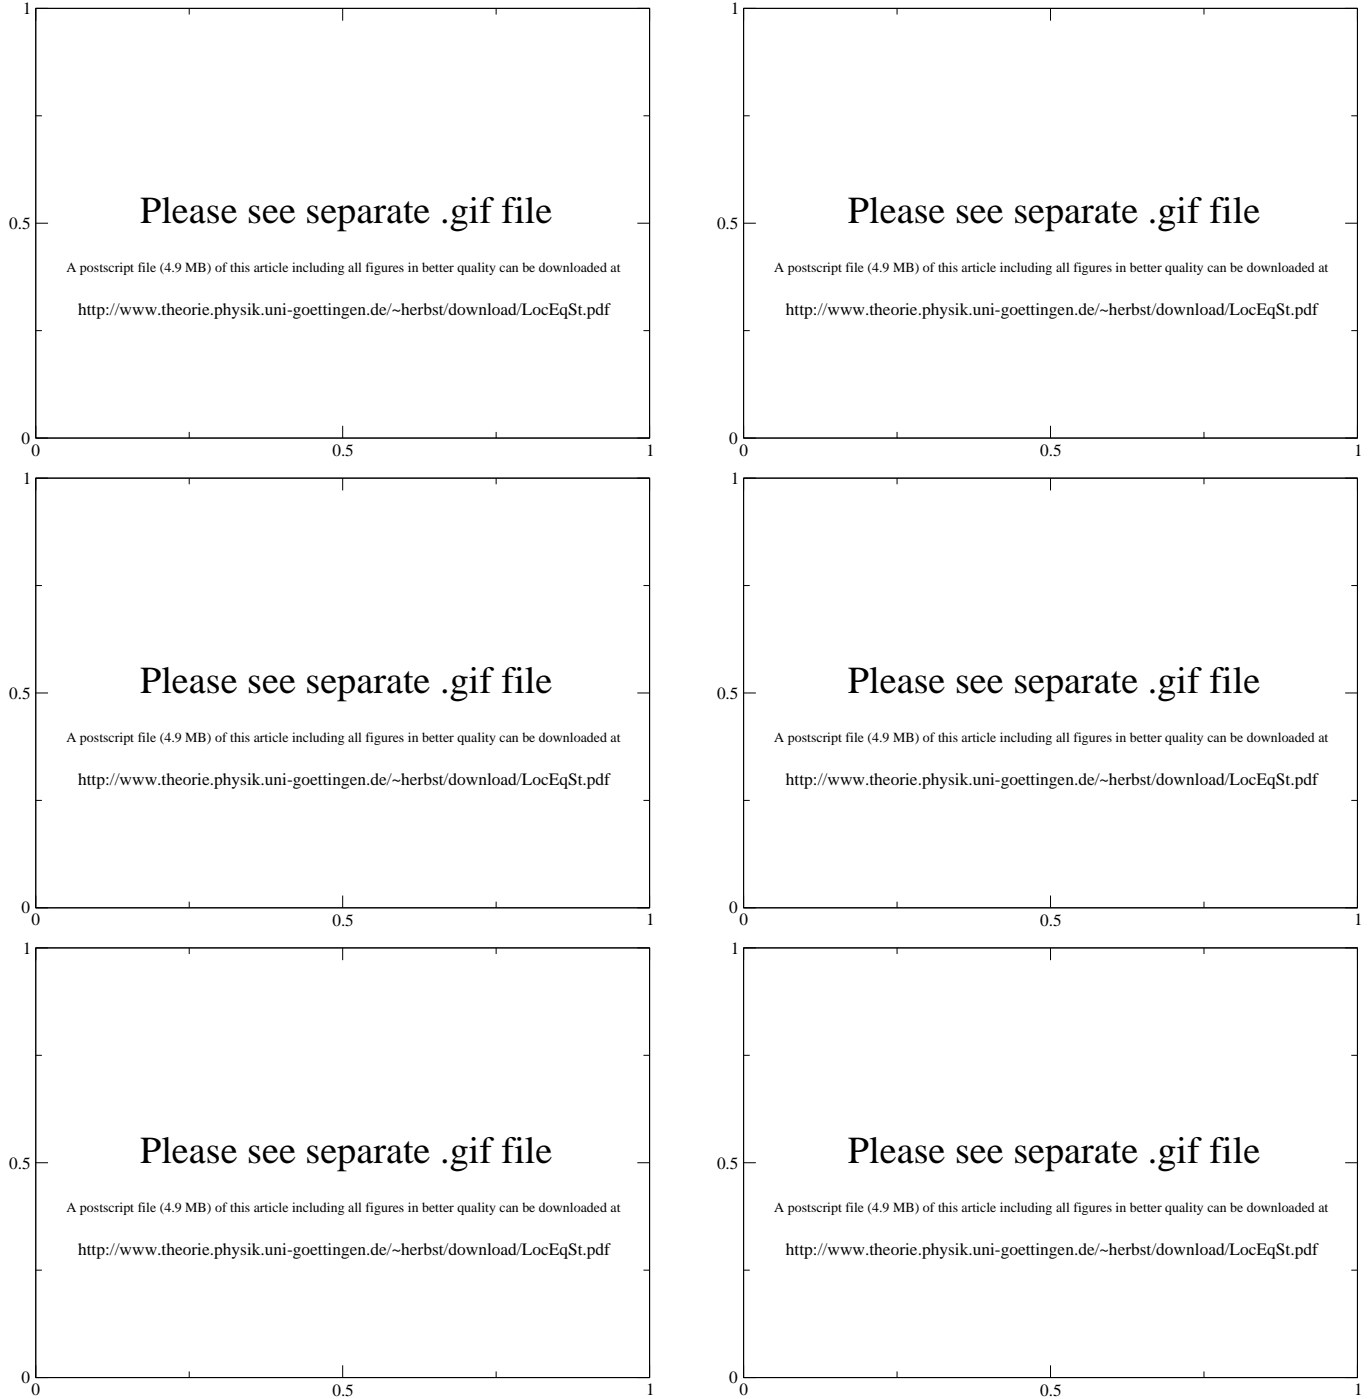 1
0.5
Please see separate .gif file
A postscript file (4.9 MB) of this article including all figures in better quality can be downloaded at
http://www.theorie.physik.uni-goettingen.de/~herbst/download/LocEqSt.pdf
0
0 0.5 1
1
0.5
Please see separate .gif file
A postscript file (4.9 MB) of this article including all figures in better quality can be downloaded at
http://www.theorie.physik.uni-goettingen.de/~herbst/download/LocEqSt.pdf
0
0 0.5 1
1
0.5
Please see separate .gif file
A postscript file (4.9 MB) of this article including all figures in better quality can be downloaded at
http://www.theorie.physik.uni-goettingen.de/~herbst/download/LocEqSt.pdf
0
0 0.5 1
1
0.5
Please see separate .gif file
A postscript file (4.9 MB) of this article including all figures in better quality can be downloaded at
http://www.theorie.physik.uni-goettingen.de/~herbst/download/LocEqSt.pdf
0
0 0.5 1
1
0.5
Please see separate .gif file
A postscript file (4.9 MB) of this article including all figures in better quality can be downloaded at
http://www.theorie.physik.uni-goettingen.de/~herbst/download/LocEqSt.pdf
0
0 0.5 1
1
0.5
Please see separate .gif file
A postscript file (4.9 MB) of this article including all figures in better quality can be downloaded at
http://www.theorie.physik.uni-goettingen.de/~herbst/download/LocEqSt.pdf
0
0 0.5 1